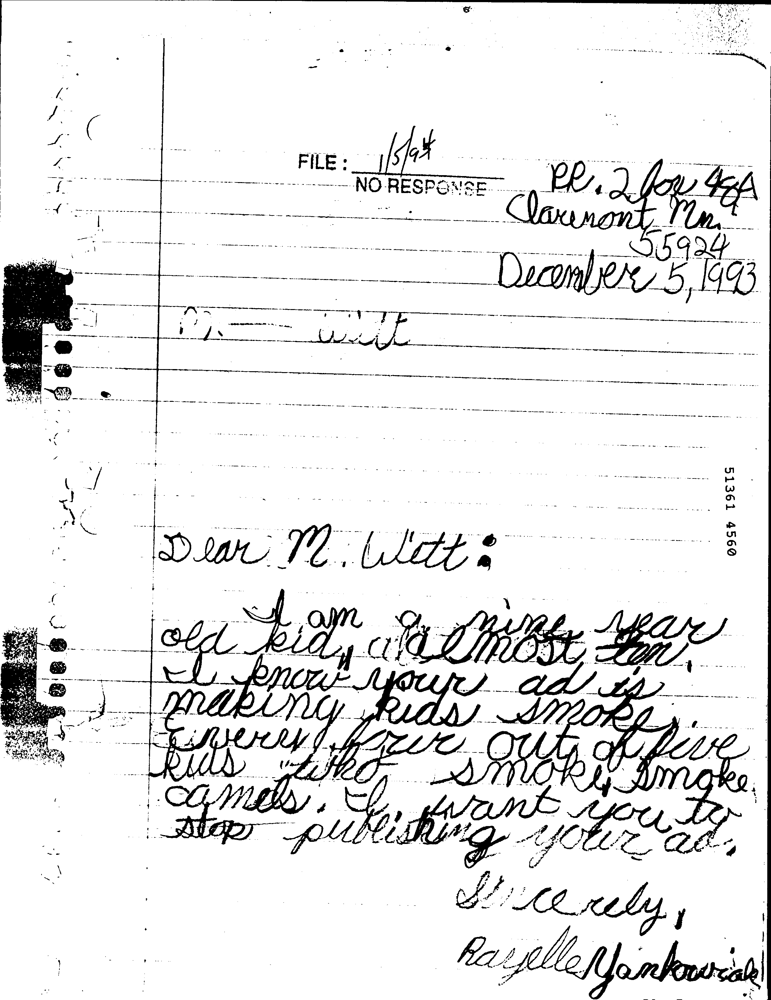 FILE: 1/5/94
NO RESPONSE
RR. 2 box
Claremont Mn.
55924
December 5, 1993
M. — Witt
51361 4560
Dear M. Witt:
I am a nine year
old kid, almost ten.
I know your ad is
making kids smoke.
Every four out of five
kids who smoke, smoke
camels. I want you to
stop publishing your ad.
Sincerely,
Rayelle Yankowiak